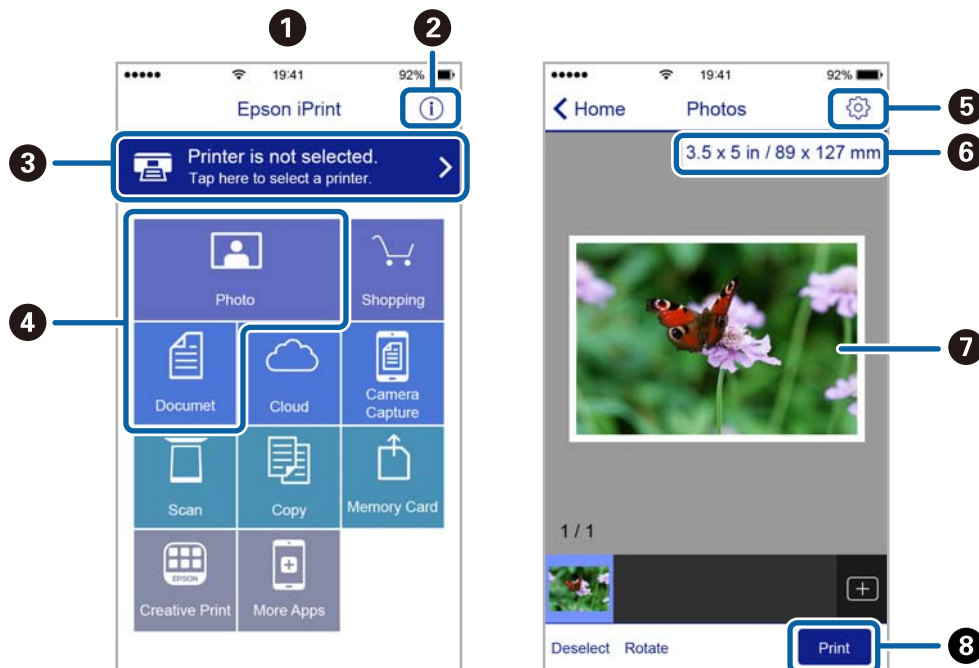 1
2
19:41
92%
Epson iPrint
3
Printer is not selected.
Tap here to select a printer.
4
Photo
Shopping
Documet
Cloud
Camera
Capture
Scan
Copy
Memory Card
EPSON
Creative Print
More Apps
19:41
92%
Home
Photos
5
3.5 x 5 in / 89 x 127 mm
6
7
1 / 1
Deselect
Rotate
Print
8